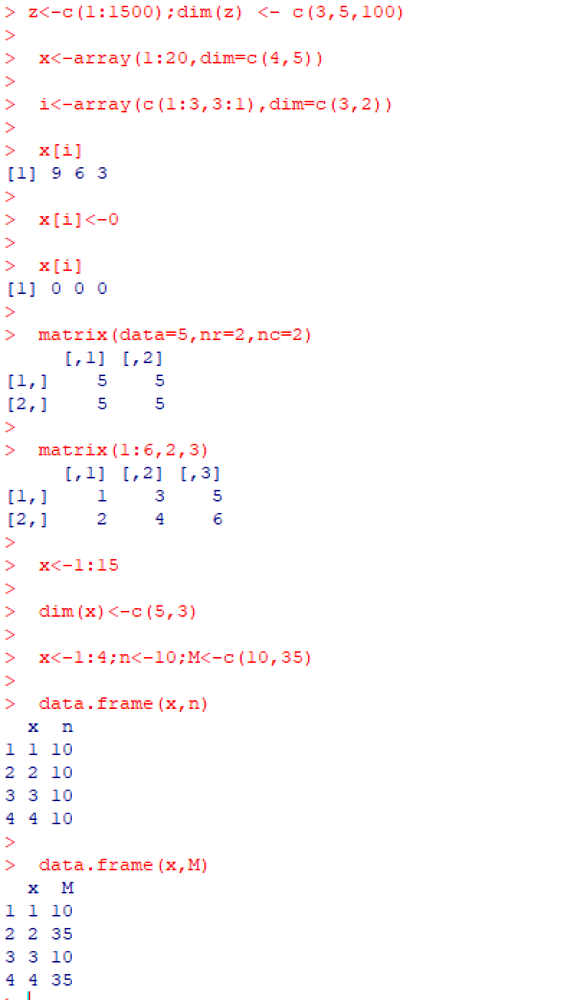 > z<-c(1:1500);dim(z) <- c(3,5,100)
>
>  x<-array(1:20,dim=c(4,5))
>
>  i<-array(c(1:3,3:1),dim=c(3,2))
>
>  x[i]
[1] 9 6 3
>
>  x[i]<-0
>
>  x[i]
[1] 0 0 0
>
>  matrix(data=5,nr=2,nc=2)
     [,1] [,2]
[1,]    5    5
[2,]    5    5
>
>  matrix(1:6,2,3)
     [,1] [,2] [,3]
[1,]    1    3    5
[2,]    2    4    6
>
>  x<-1:15
>
>  dim(x)<-c(5,3)
>
>  x<-1:4;n<-10;M<-c(10,35)
>
>  data.frame(x,n)
  x  n
1 1 10
2 2 10
3 3 10
4 4 10
>
>  data.frame(x,M)
  x  M
1 1 10
2 2 35
3 3 10
4 4 35